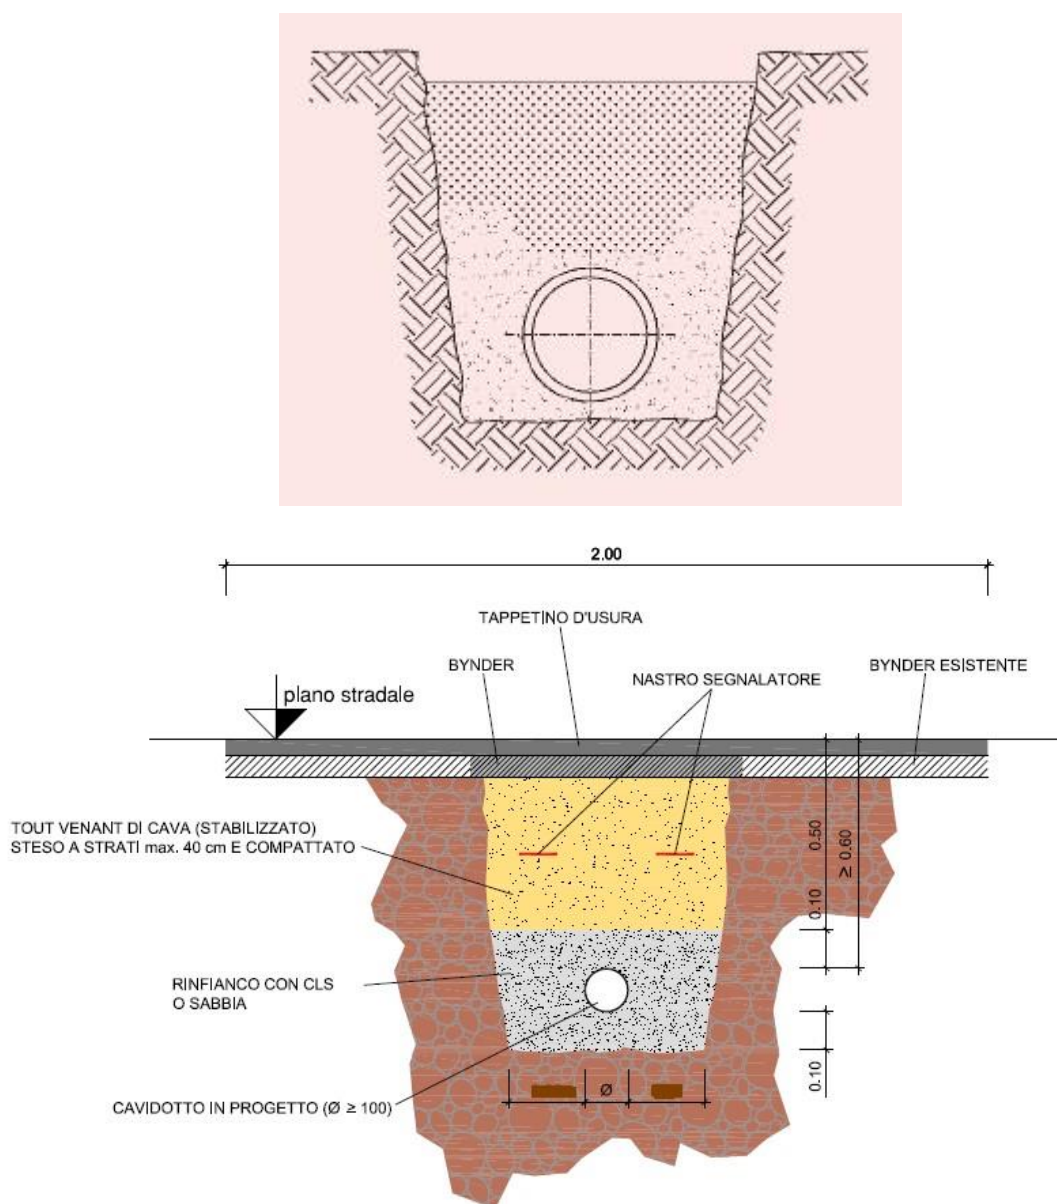 2.00
TAPPETINO D'USURA
BYNDER
BYNDER ESISTENTE
NASTRO SEGNALATORE
plano stradale
TOUT VENANT DI CAVA (STABILIZZATO)
STESO A STRATI max. 40 cm E COMPATTATO
0.50
≥ 0.60
0.10
RINFIANCO CON CLS
O SABBIA
0.10
Ø
CAVIDOTTO IN PROGETTO (Ø ≥ 100)